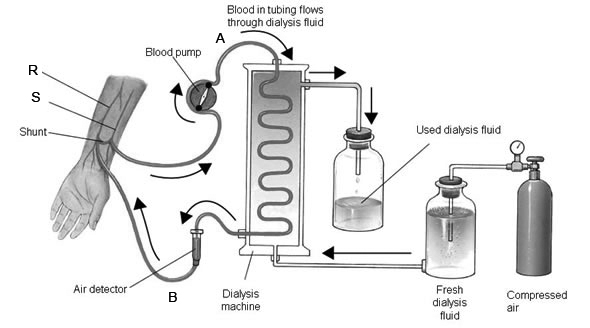 Blood in tubing flows
through dialysis fluid
A
Blood pump
R
S
Shunt
Used dialysis fluid
Air detector
B
Dialysis
machine
Fresh
dialysis
fluid
Compressed
air